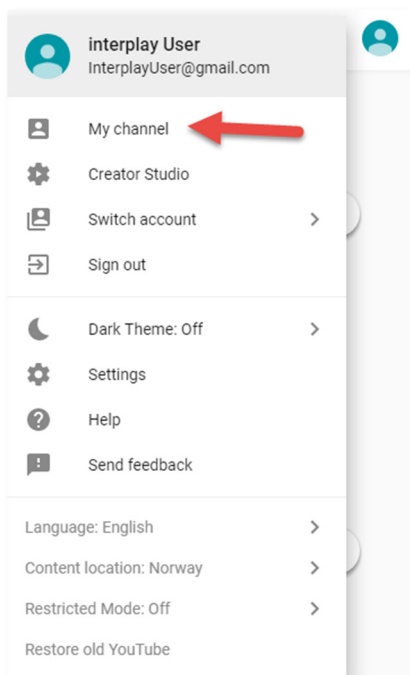 interplay User
InterplayUser@gmail.com
My channel
Creator Studio
Switch account
Sign out
Dark Theme: Off
Settings
Help
Send feedback
Language: English
Content location: Norway
Restricted Mode: Off
Restore old YouTube